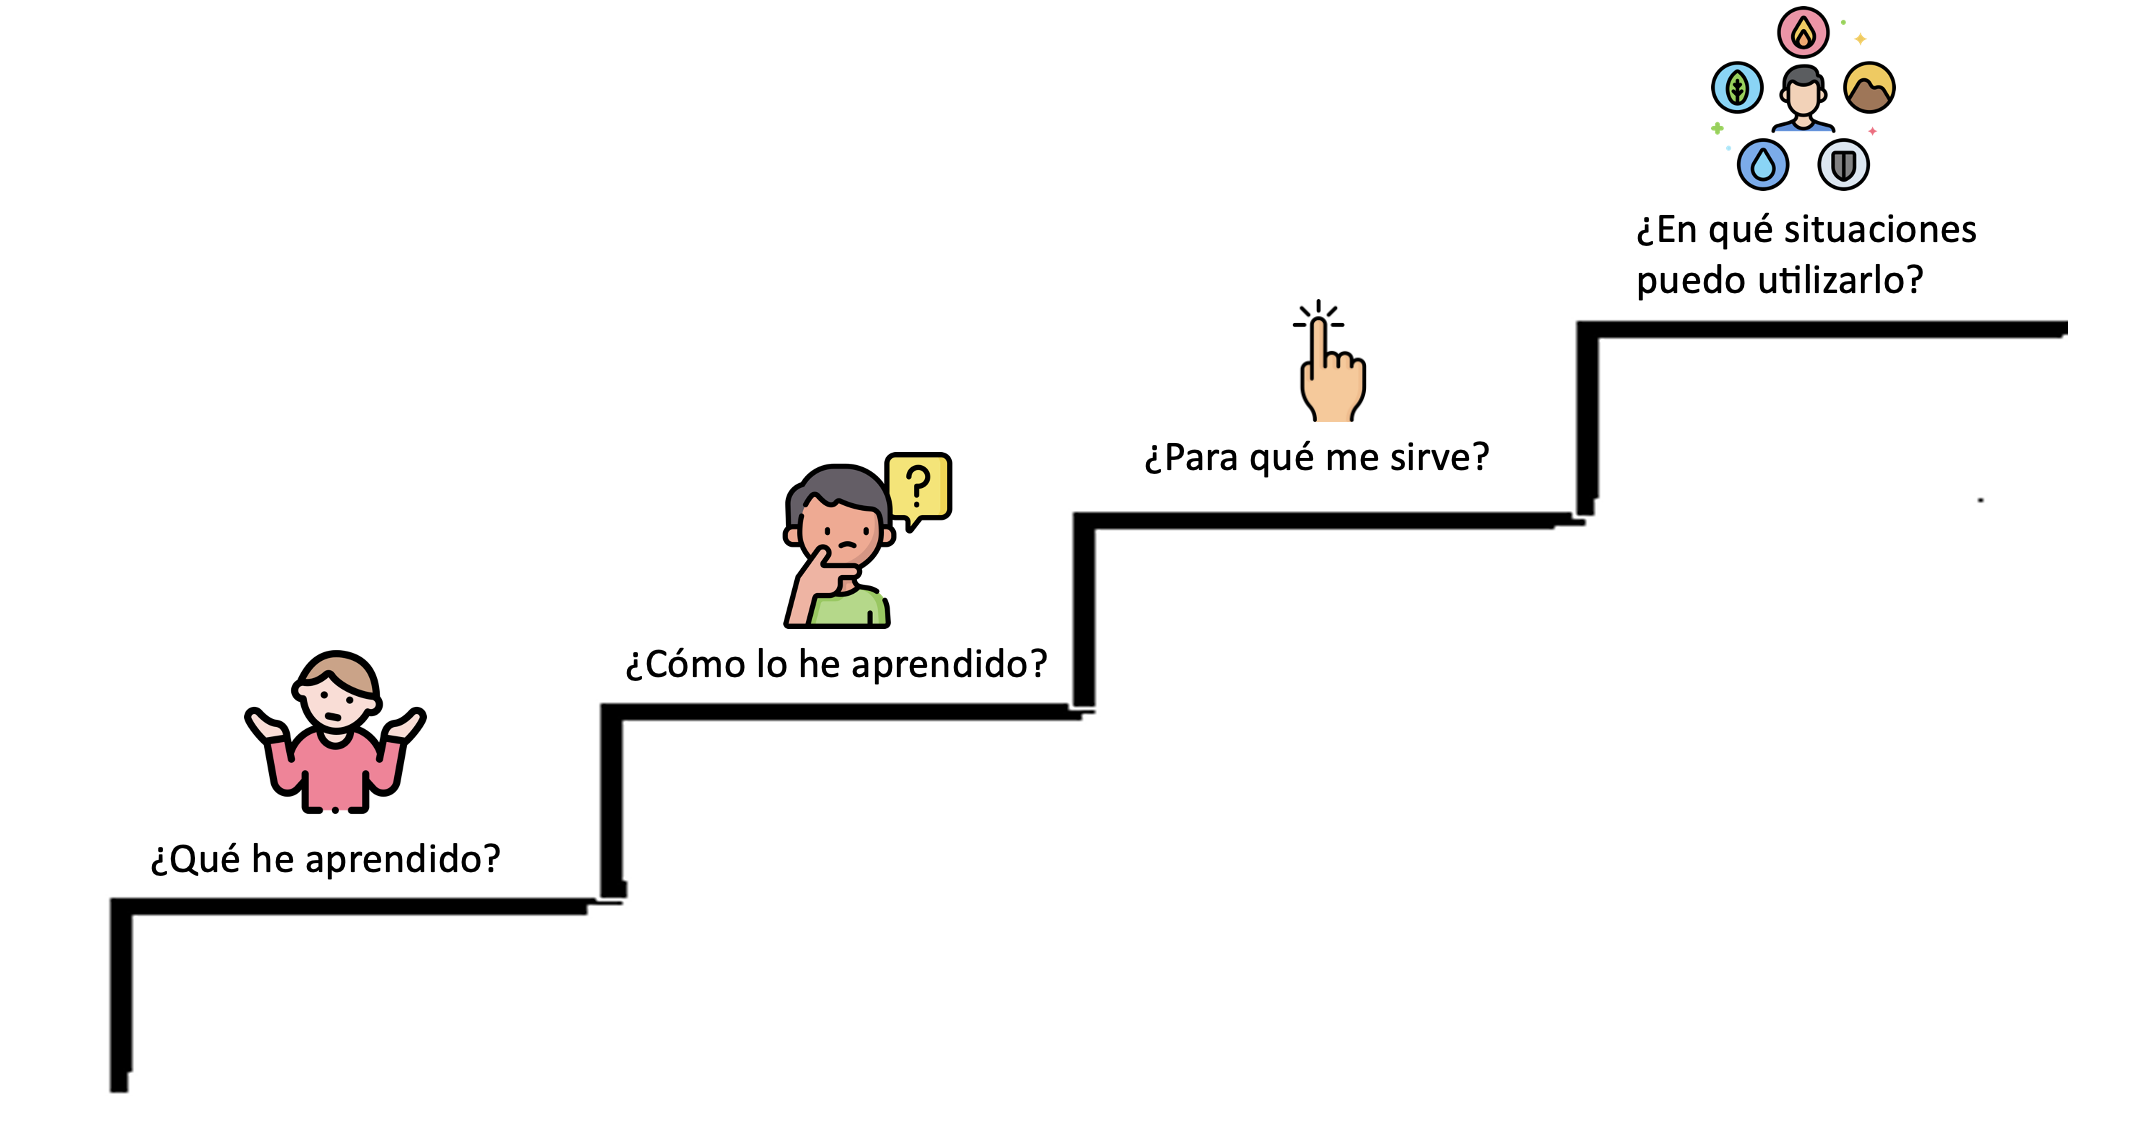 ¿En qué situaciones
puedo utilizarlo?
¿Para qué me sirve?
?
¿Cómo lo he aprendido?
¿Qué he aprendido?